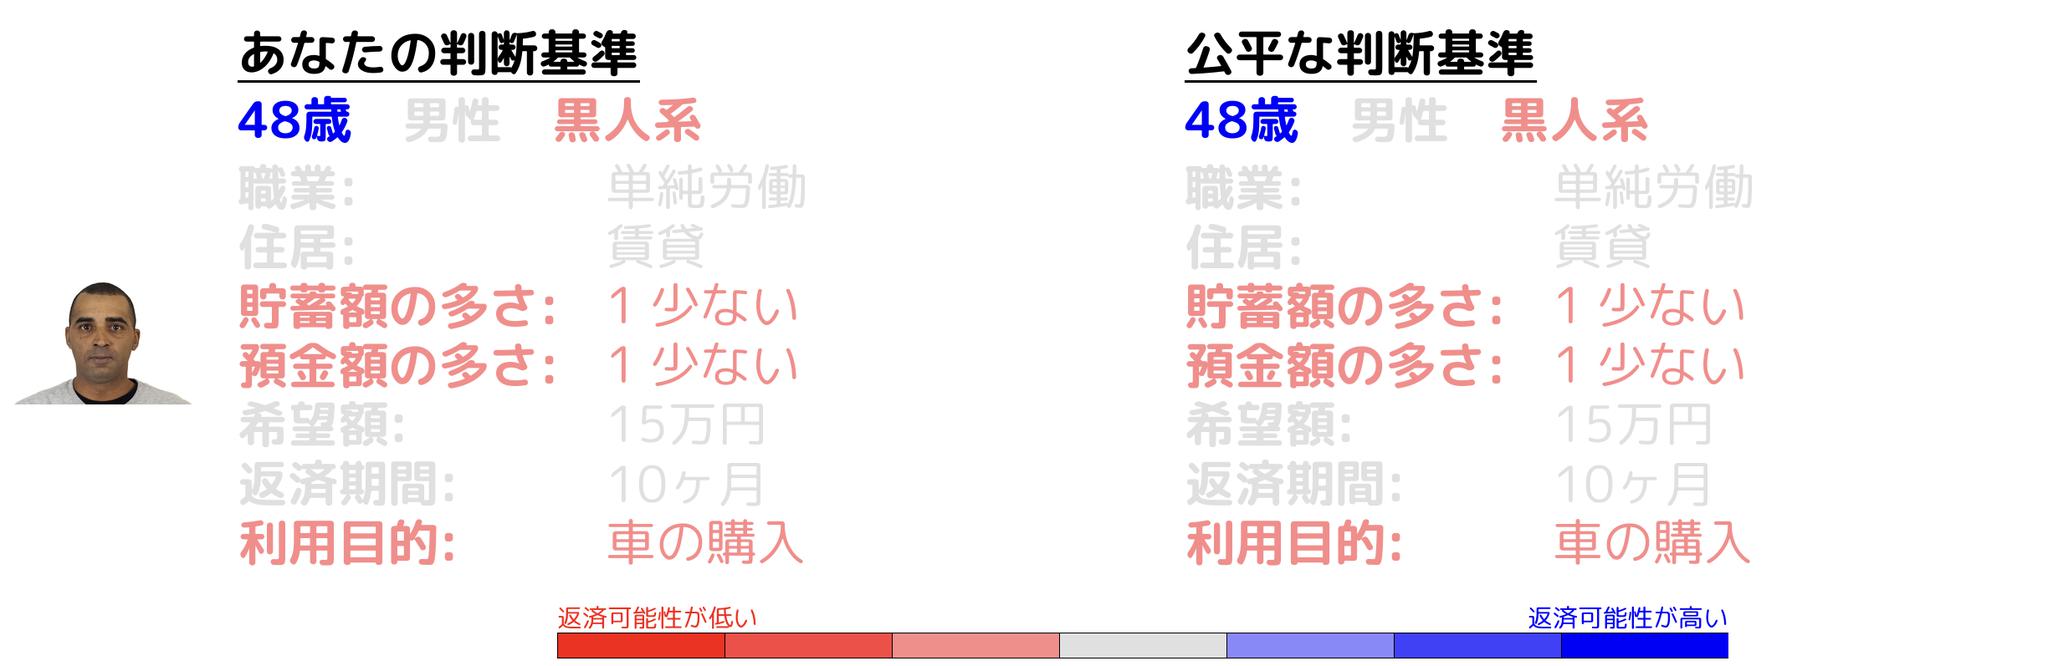 あなたの判断基準
48歳 男性 黒人系
職業: 単純労働
住居: 賃貸
貯蓄額の多さ: 1 少ない
預金額の多さ: 1 少ない
希望額: 15万円
返済期間: 10ヶ月
利用目的: 車の購入
公平な判断基準
48歳 男性 黒人系
職業: 単純労働
住居: 賃貸
貯蓄額の多さ: 1 少ない
預金額の多さ: 1 少ない
希望額: 15万円
返済期間: 10ヶ月
利用目的: 車の購入
返済可能性が低い 返済可能性が高い